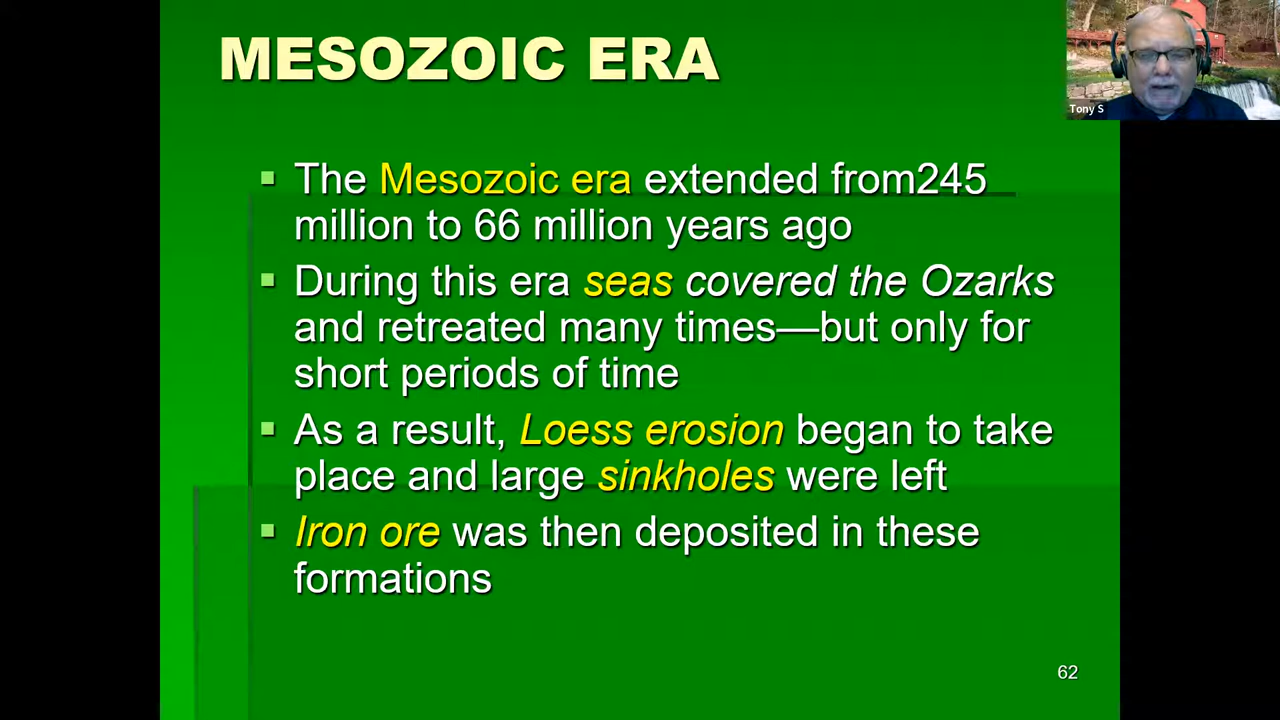 MESOZOIC ERA
Tony S
The Mesozoic era extended from245
million to 66 million years ago
During this era seas covered the Ozarks
and retreated many times—but only for
short periods of time
As a result, Loess erosion began to take
place and large sinkholes were left
Iron ore was then deposited in these
formations
62